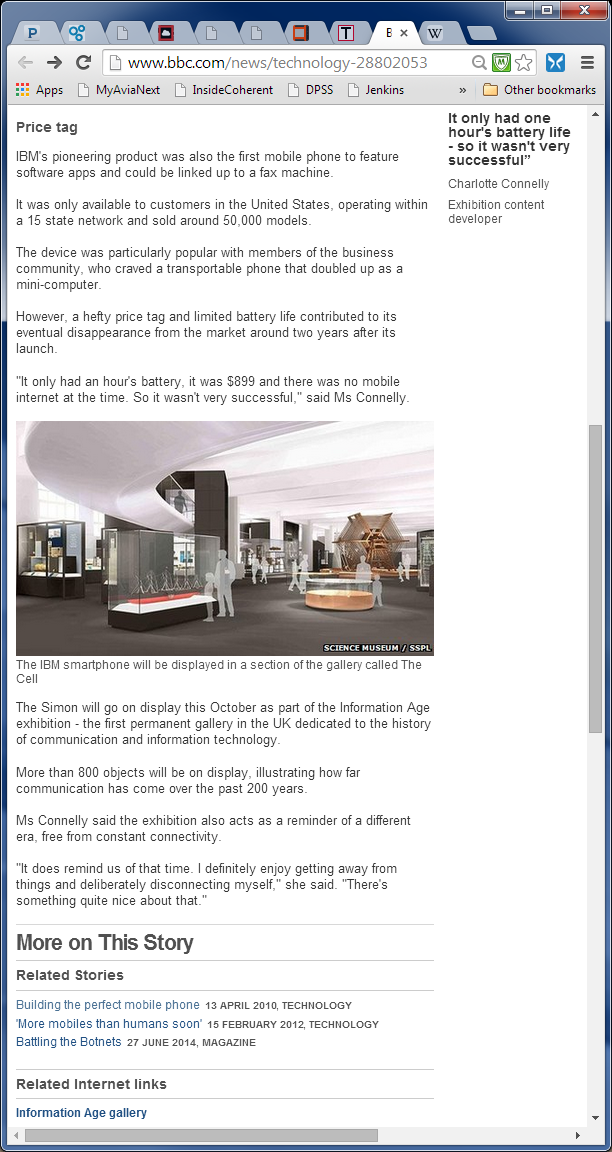 P
T
B
W
www.bbc.com/news/technology-28802053
Apps
MyAviaNext
InsideCoherent
DPSS
Jenkins
»
Other bookmarks
Price tag
IBM's pioneering product was also the first mobile phone to feature
software apps and could be linked up to a fax machine.
It was only available to customers in the United States, operating within
a 15 state network and sold around 50,000 models.
The device was particularly popular with members of the business
community, who craved a transportable phone that doubled up as a
mini-computer.
However, a hefty price tag and limited battery life contributed to its
eventual disappearance from the market around two years after its
launch.
"It only had an hour's battery, it was $899 and there was no mobile
internet at the time. So it wasn't very successful," said Ms Connelly.
SCIENCE MUSEUM / SSPL
The IBM smartphone will be displayed in a section of the gallery called The
Cell
The Simon will go on display this October as part of the Information Age
exhibition - the first permanent gallery in the UK dedicated to the history
of communication and information technology.
More than 800 objects will be on display, illustrating how far
communication has come over the past 200 years.
Ms Connelly said the exhibition also acts as a reminder of a different
era, free from constant connectivity.
"It does remind us of that time. I definitely enjoy getting away from
things and deliberately disconnecting myself," she said. "There's
something quite nice about that."
More on This Story
Related Stories
Building the perfect mobile phone 13 APRIL 2010, TECHNOLOGY
'More mobiles than humans soon' 15 FEBRUARY 2012, TECHNOLOGY
Battling the Botnets 27 JUNE 2014, MAGAZINE
Related Internet links
Information Age gallery
It only had one
hour's battery life
- so it wasn't very
successful”
Charlotte Connelly
Exhibition content
developer